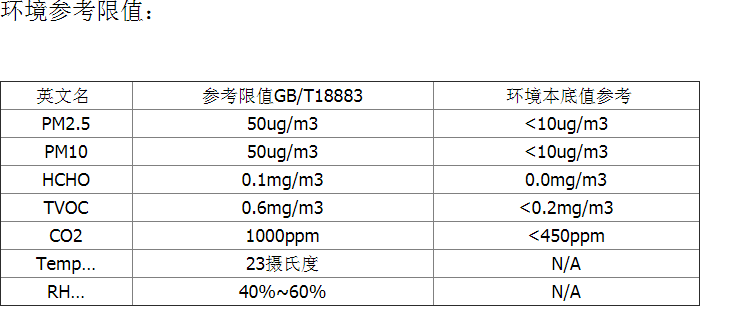 环境参考限值：
英文名 参考限值GB/T18883 环境本底值参考
PM2.5 50ug/m3 <10ug/m3
PM10 50ug/m3 <10ug/m3
HCHO 0.1mg/m3 0.0mg/m3
TVOC 0.6mg/m3 <0.2mg/m3
CO2 1000ppm <450ppm
Temp... 23摄氏度 N/A
RH... 40%~60% N/A